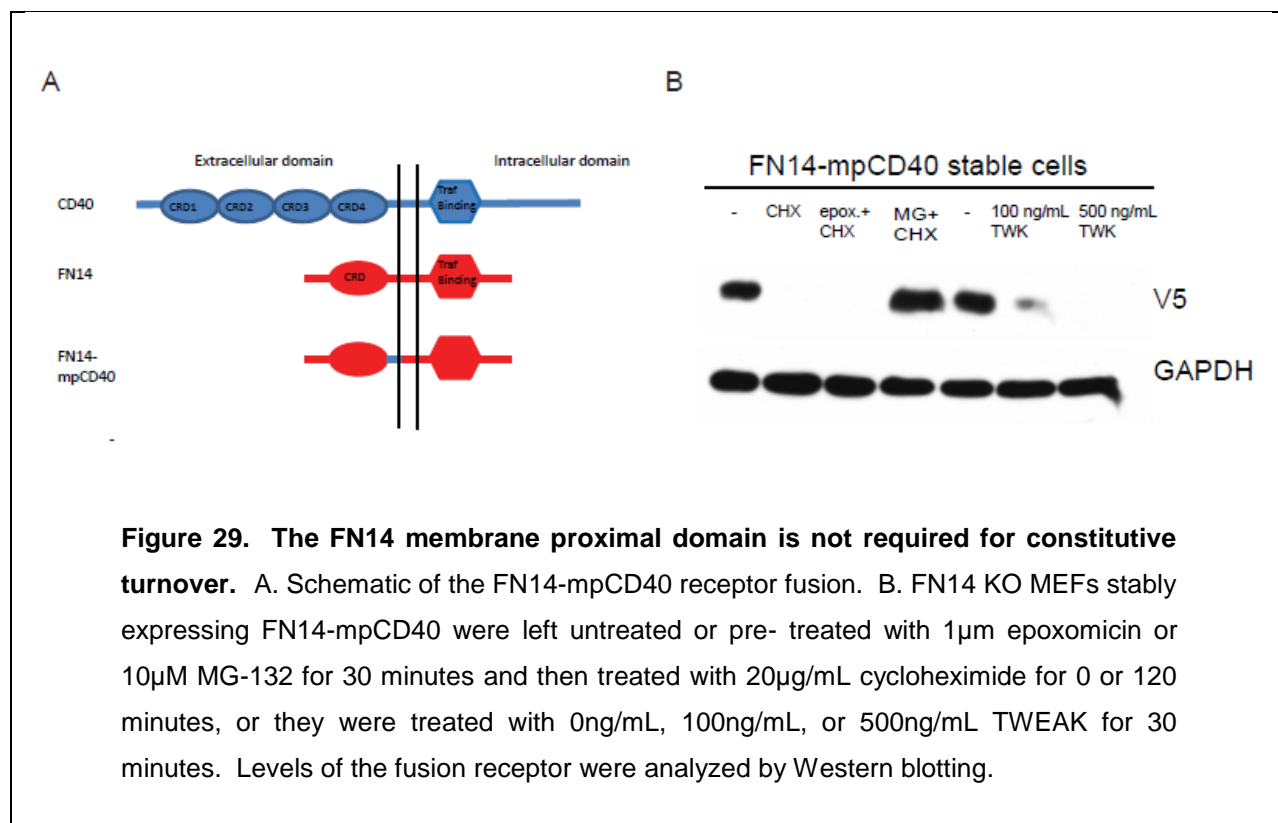 A
B
Extracellular domain
Intracellular domain
CD40
CRD1
CRD2
CRD3
CRD4
Traf
Binding
FN14
CRD
Traf
Binding
FN14-
mpCD40
-
FN14-mpCD40 stable cells
- CHX epox.+ MG+ - 100 ng/mL 500 ng/mL
CHX CHX TWK TWK
V5
GAPDH
Figure 29. The FN14 membrane proximal domain is not required for constitutive
turnover. A. Schematic of the FN14-mpCD40 receptor fusion. B. FN14 KO MEFs stably
expressing FN14-mpCD40 were left untreated or pre- treated with 1µm epoxomicin or
10µM MG-132 for 30 minutes and then treated with 20µg/mL cycloheximide for 0 or 120
minutes, or they were treated with 0ng/mL, 100ng/mL, or 500ng/mL TWEAK for 30
minutes. Levels of the fusion receptor were analyzed by Western blotting.